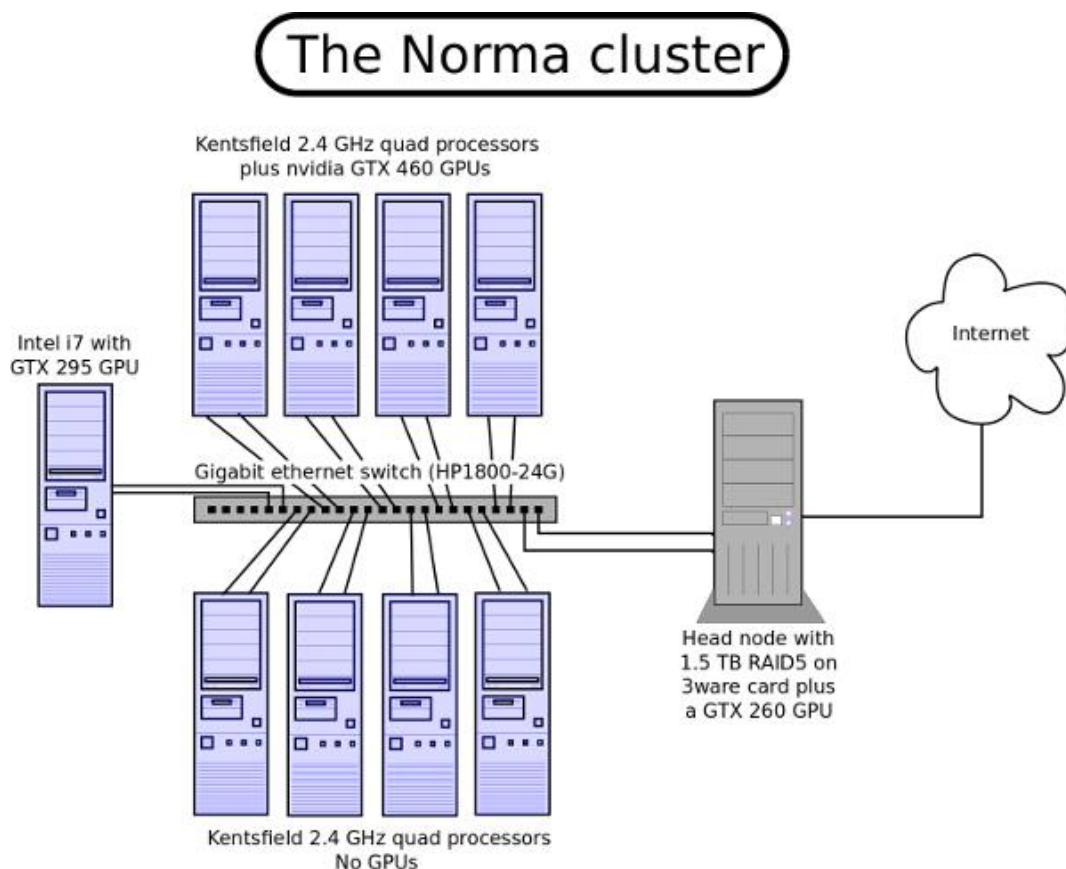 The Norma cluster
Kentsfield 2.4 GHz quad processors
plus nvidia GTX 460 GPUs
Intel i7 with
GTX 295 GPU
Internet
Gigabit ethernet switch (HP1800-24G)
Head node with
1.5 TB RAID5 on
3ware card plus
a GTX 260 GPU
Kentsfield 2.4 GHz quad processors
No GPUs